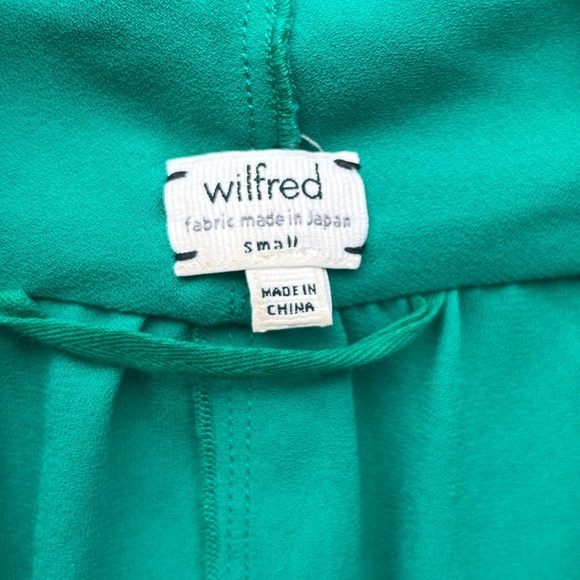 wilfred
fabric made in Japan
small
MADE IN
CHINA